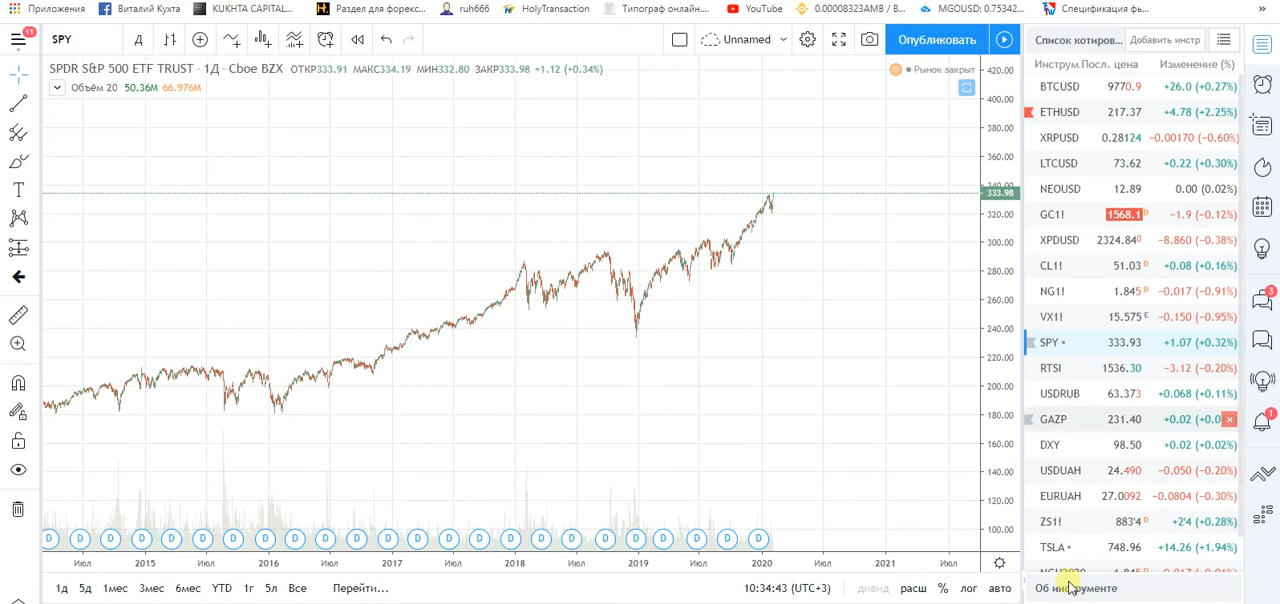 Приложения Виталий Кухта KUKHTA CAPITAL... Раздел для форекс... ruh666 HolyTransaction Типограф онлайн.... YouTube 0.00008323AMB / B... MGOUSD: 0.75342... Спецификация фь... »
11 SPY Д Unnamed Опубликовать Список котиров... Добавить инстр
SPDR S&P 500 ETF TRUST · 1Д · Cboe BZX ОТКР333.91 МАКС334.19 МИН332.80 ЗАКР333.98 +1.12 (+0.34%) Рынок закрыт
Объём 20 50.36M 66.976M
420.00
400.00
380.00
360.00
340.00
333.98
320.00
300.00
280.00
260.00
240.00
220.00
200.00
180.00
160.00
140.00
120.00
100.00
D D D D D D D D D D D D D D D D D D D D D D D D
Июл 2015 Июл 2016 Июл 2017 Июл 2018 Июл 2019 Июл 2020 Июл 2021 Июл
1д 5д 1мес 3мес 6мес YTD 1г 5л Все Перейти... 10:34:43 (UTC+3) дивид расш % лог авто
Инструм. Посл. цена Изменение (%)
BTCUSD 9770.9 +26.0 (+0.27%)
ETHUSD 217.37 +4.78 (+2.25%)
XRPUSD 0.28124 −0.00170 (−0.60%)
LTCUSD 73.62 +0.22 (+0.30%)
NEOUSD 12.89 0.00 (0.02%)
GC1! 1568.1 D −1.9 (−0.12%)
XPDUSD 2324.84 D −8.860 (−0.38%)
CL1! 51.03 D +0.08 (+0.16%)
NG1! 1.845 D −0.017 (−0.91%)
VX1! 15.575 E −0.150 (−0.95%)
SPY 333.93 +1.07 (+0.32%)
RTSI 1536.30 −3.12 (−0.20%)
USDRUB 63.373 +0.068 (+0.11%)
GAZP 231.40 +0.02 (+0.0
DXY 98.50 +0.02 (+0.02%)
USDUAH 24.490 −0.050 (−0.20%)
EURUAH 27.0092 −0.0804 (−0.30%)
ZS1! 883'4 D +2'4 (+0.28%)
TSLA 748.96 +14.26 (+1.94%)
Об инструменте
3
1